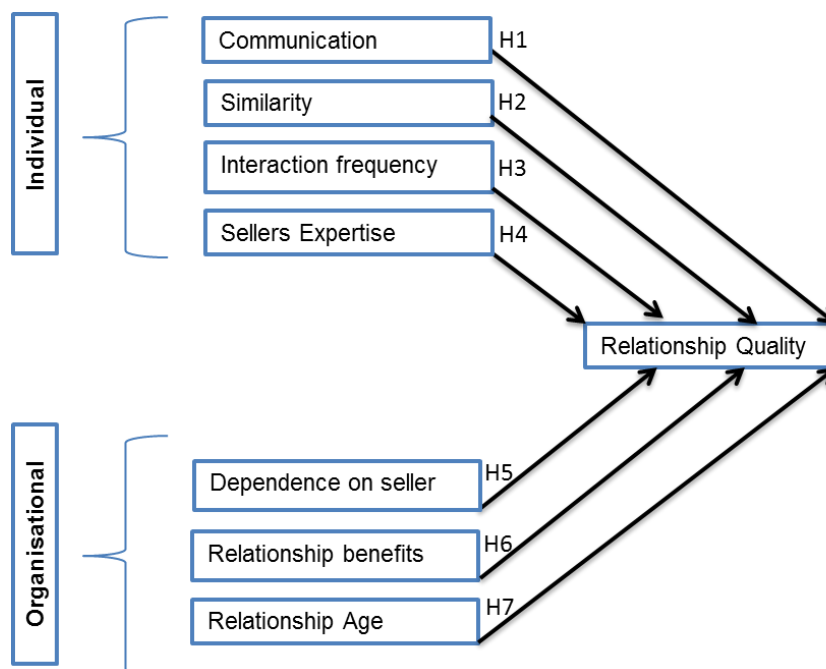 Individual
Communication
H1
Similarity
H2
Interaction frequency
H3
Sellers Expertise
H4
Relationship Quality
Organisational
Dependence on seller
H5
Relationship benefits
H6
Relationship Age
H7